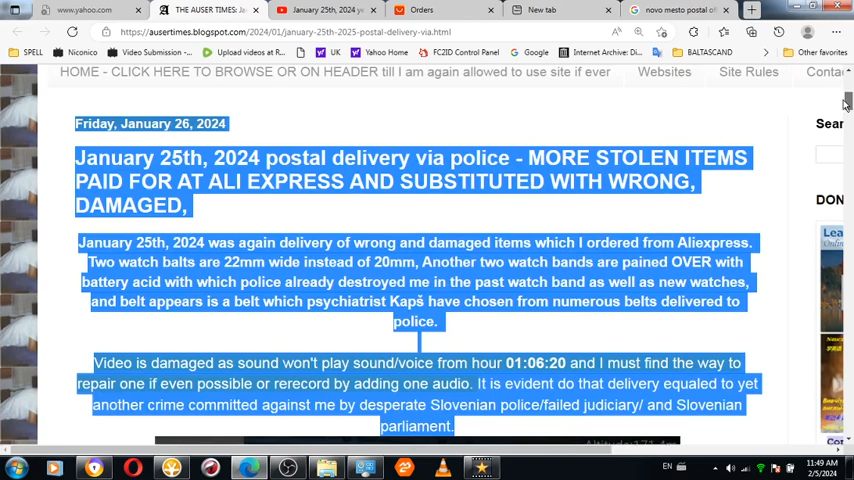 www.yahoo.com
THE AUSER TIMES: Ja
January 25th, 2024 ye
Orders
New tab
novo mesto postal of
https://ausertimes.blogspot.com/2024/01/january-25th-2025-postal-delivery-via.html
SPELL
Niconico
Video Submission -...
Upload videos at R...
UK
Yahoo Home
FC2ID Control Panel
Google
Internet Archive: Di...
BALTASCAND
Other favorites
HOME - CLICK HERE TO BROWSE OR ON HEADER till I am again allowed to use site if ever
Websites
Site Rules
Conta
Friday, January 26, 2024
Sear
January 25th, 2024 postal delivery via police - MORE STOLEN ITEMS
PAID FOR AT ALI EXPRESS AND SUBSTITUTED WITH WRONG,
DAMAGED,
DON
January 25th, 2024 was again delivery of wrong and damaged items which I ordered from Aliexpress.
Two watch balts are 22mm wide instead of 20mm, Another two watch bands are pained OVER with
battery acid with which police already destroyed me in the past watch band as well as new watches,
and belt appears is a belt which psychiatrist Kapš have chosen from numerous belts delivered to
police.
Video is damaged as sound won't play sound/voice from hour 01:06:20 and I must find the way to
repair one if even possible or rerecord by adding one audio. It is evident do that delivery equaled to yet
another crime committed against me by desperate Slovenian police/failed judiciary/ and Slovenian
parliament.
Altitude:171.4m
EN
11:49 AM
2/5/2024